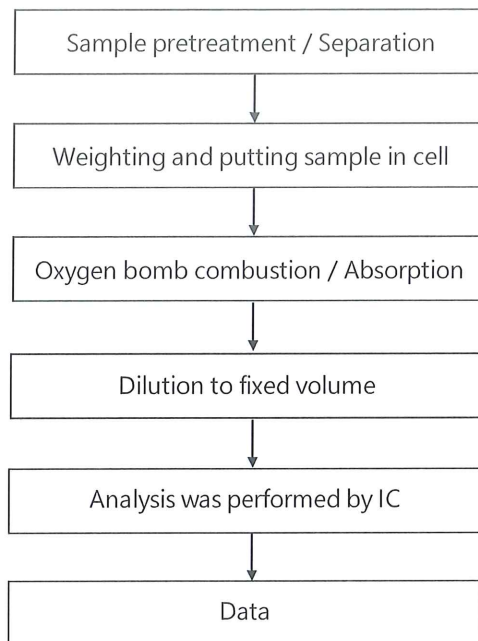 Sample pretreatment / Separation
Weighting and putting sample in cell
Oxygen bomb combustion / Absorption
Dilution to fixed volume
Analysis was performed by IC
Data